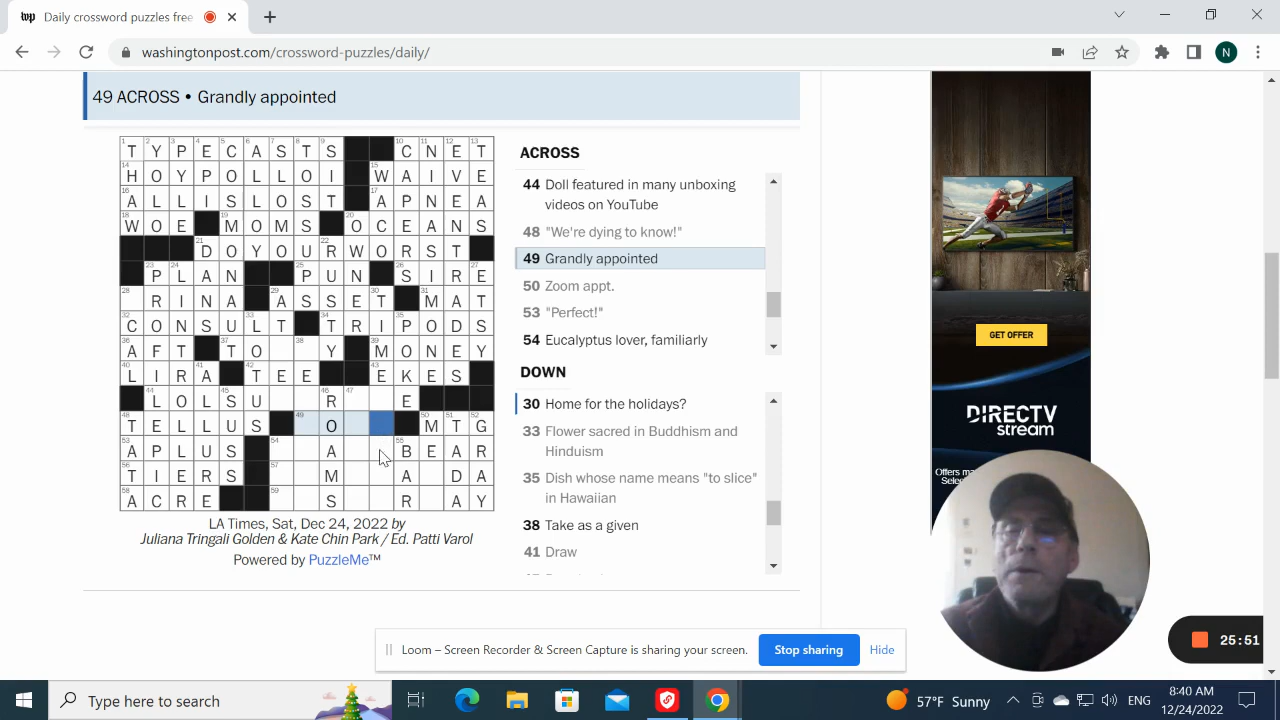 Daily crossword puzzles free
washingtonpost.com/crossword-puzzles/daily/
N
49 ACROSS • Grandly appointed
T Y P E C A S T S C N E T
H O Y P O L L O I W A I V E
A L L I S L O S T A P N E A
W O E M O M S O C E A N S
D O Y O U R W O R S T
P L A N P U N S I R E
R I N A A S S E T M A T
C O N S U L T T R I P O D S
A F T T O Y M O N E Y
L I R A T E E E K E S
L O L S U R E
T E L L U S O M T G
A P L U S A B E A R
T I E R S M A D A
A C R E S R A Y
LA Times, Sat, Dec 24, 2022 by
Juliana Tringali Golden & Kate Chin Park / Ed. Patti Varol
Powered by PuzzleMe™
ACROSS
44 Doll featured in many unboxing
videos on YouTube
48 "We're dying to know!"
49 Grandly appointed
50 Zoom appt.
53 "Perfect!"
54 Eucalyptus lover, familiarly
DOWN
30 Home for the holidays?
33 Flower sacred in Buddhism and
Hinduism
35 Dish whose name means "to slice"
in Hawaiian
38 Take as a given
41 Draw
GET OFFER
DIRECTV
stream
Loom – Screen Recorder & Screen Capture is sharing your screen.
Stop sharing
Hide
25:51
Type here to search
57°F Sunny
ENG
8:40 AM
12/24/2022